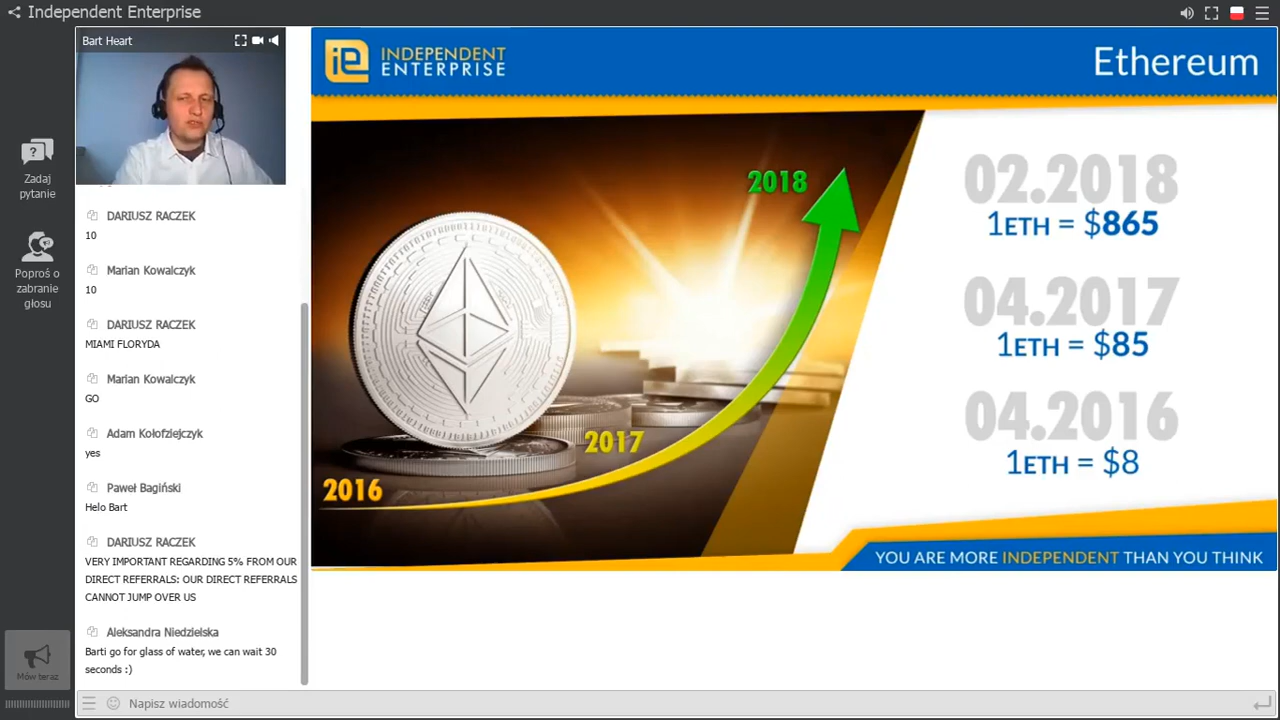 Independent Enterprise
Bart Heart
Zadaj
pytanie
Poproś o
zabranie
głosu
Mów teraz
DARIUSZ RACZEK
10
Marian Kowalczyk
10
DARIUSZ RACZEK
MIAMI FLORYDA
Marian Kowalczyk
GO
Adam Kołofziejczyk
yes
Paweł Bagiński
Helo Bart
DARIUSZ RACZEK
VERY IMPORTANT REGARDING 5% FROM OUR
DIRECT REFERRALS: OUR DIRECT REFERRALS
CANNOT JUMP OVER US
Aleksandra Niedzielska
Barti go for glass of water, we can wait 30
seconds :)
Napisz wiadomość
ie INDEPENDENT
ENTERPRISE
Ethereum
2018
2017
2016
02.2018
1ETH = $865
04.2017
1ETH = $85
04.2016
1ETH = $8
YOU ARE MORE INDEPENDENT THAN YOU THINK